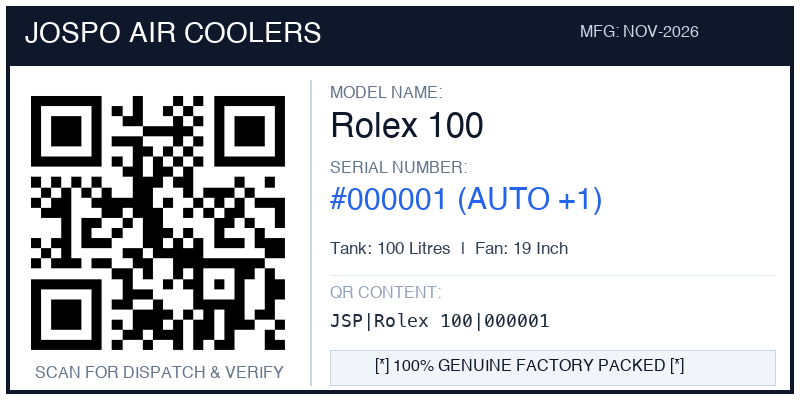 JOSPO AIR COOLERS
MFG: NOV-2026
MODEL NAME:
Rolex 100
SERIAL NUMBER:
#000001 (AUTO +1)
Tank: 100 Litres | Fan: 19 Inch
QR CONTENT:
JSP|Rolex 100|000001
[*] 100% GENUINE FACTORY PACKED [*]
SCAN FOR DISPATCH & VERIFY